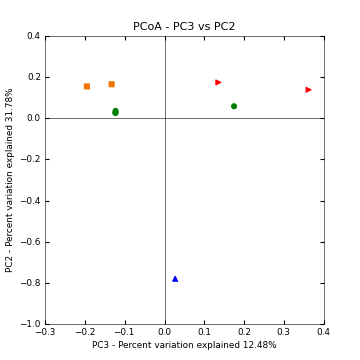 PCoA - PC3 vs PC2
0.4
0.2
0.0
−0.2
−0.4
−0.6
−0.8
−1.0
PC2 - Percent variation explained 31.78%
−0.3 −0.2 −0.1 0.0 0.1 0.2 0.3 0.4
PC3 - Percent variation explained 12.48%